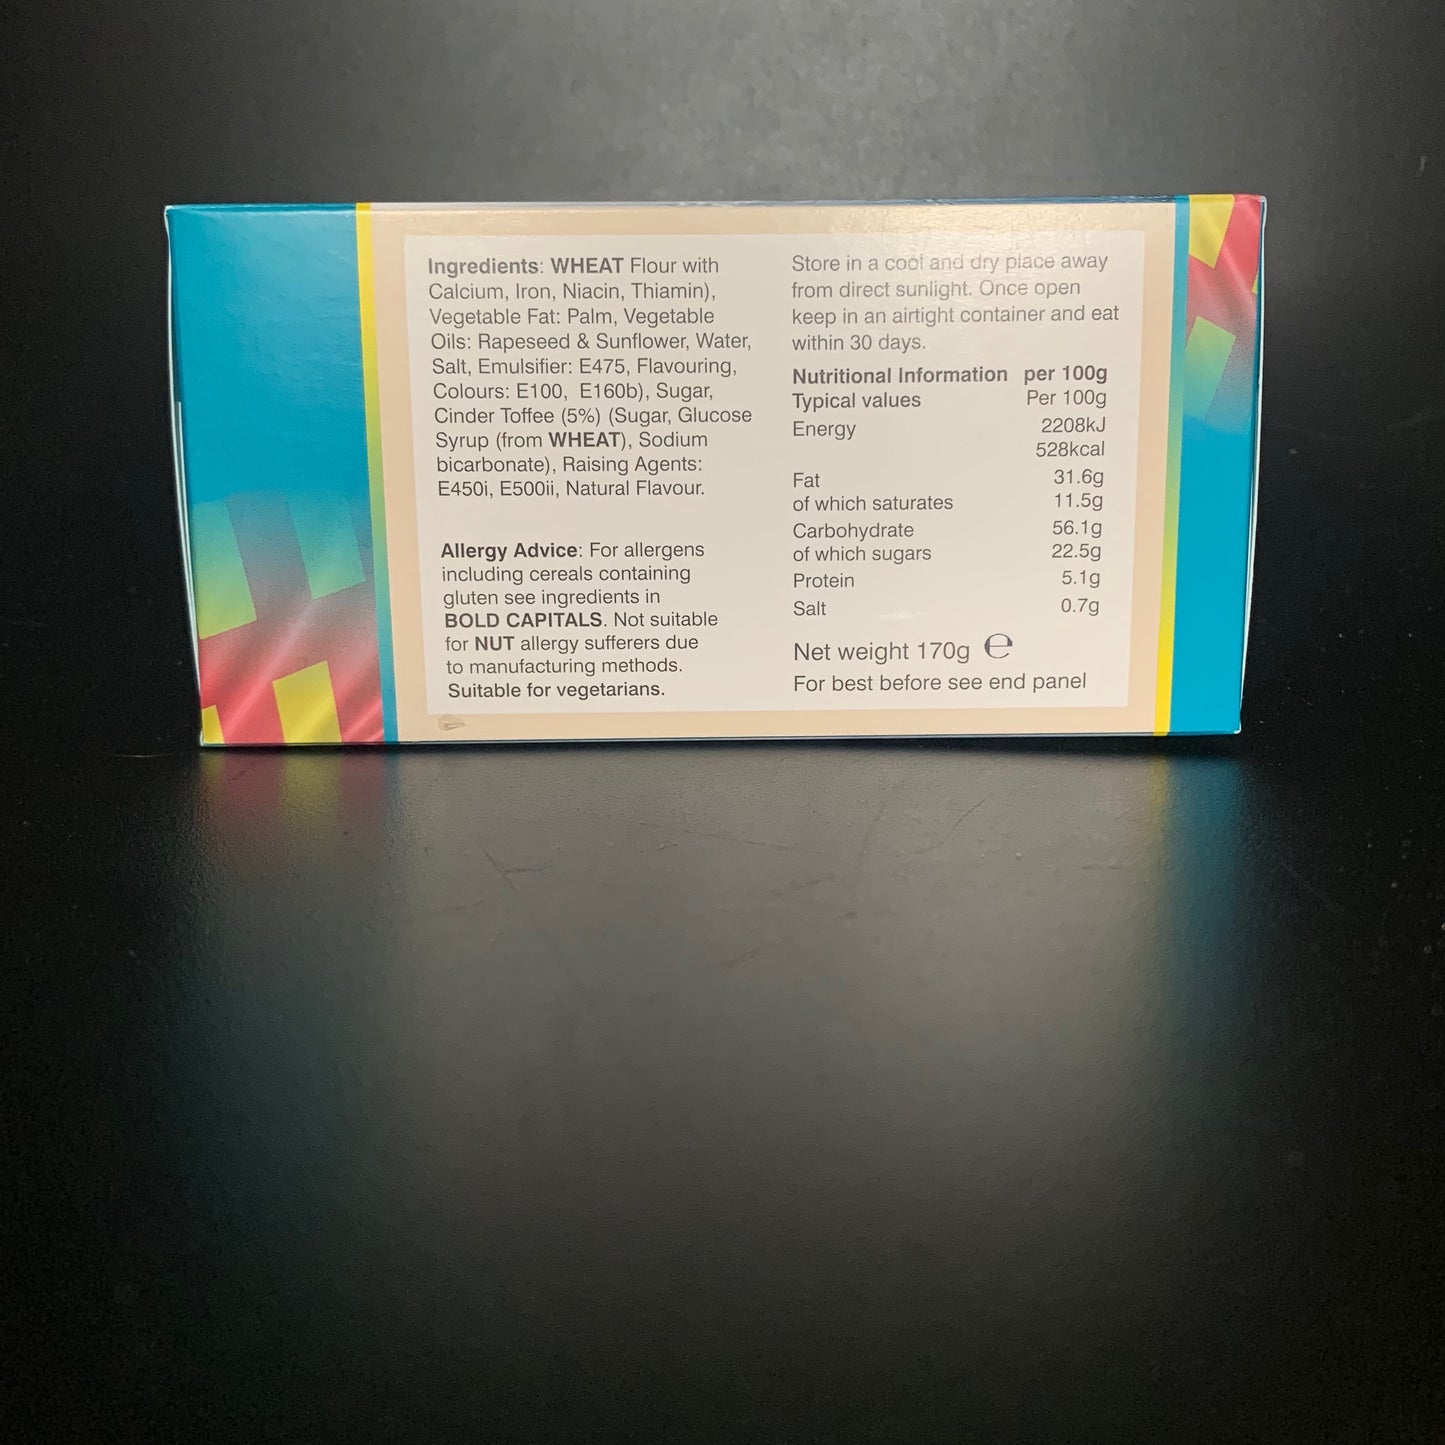 Ingredients: WHEAT Flour with
Calcium, Iron, Niacin, Thiamin),
Vegetable Fat: Palm, Vegetable
Oils: Rapeseed & Sunflower, Water,
Salt, Emulsifier: E475, Flavouring,
Colours: E100, E160b), Sugar,
Cinder Toffee (5%) (Sugar, Glucose
Syrup (from WHEAT), Sodium
bicarbonate), Raising Agents:
E450i, E500ii, Natural Flavour.
Allergy Advice: For allergens
including cereals containing
gluten see ingredients in
BOLD CAPITALS. Not suitable
for NUT allergy sufferers due
to manufacturing methods.
Suitable for vegetarians.
Store in a cool and dry place away
from direct sunlight. Once open
keep in an airtight container and eat
within 30 days.
Nutritional Information per 100g
Typical values Per 100g
Energy 2208kJ
528kcal
Fat 31.6g
of which saturates 11.5g
Carbohydrate 56.1g
of which sugars 22.5g
Protein 5.1g
Salt 0.7g
Net weight 170g ℮
For best before see end panel